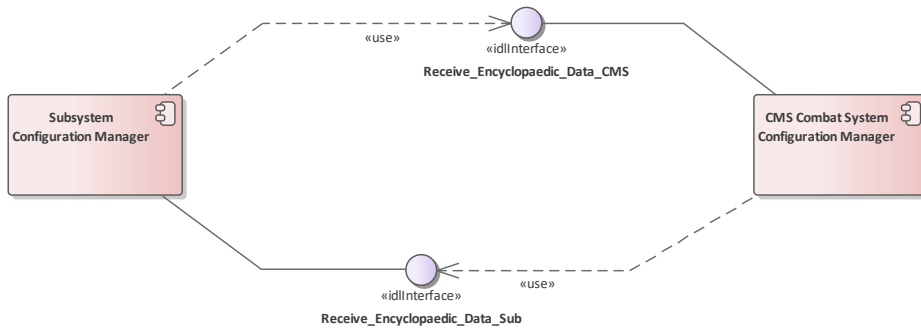 «use»
«idlInterface»
Receive_Encyclopaedic_Data_CMS
Subsystem
Configuration Manager
CMS Combat System
Configuration Manager
«idlInterface»
«use»
Receive_Encyclopaedic_Data_Sub